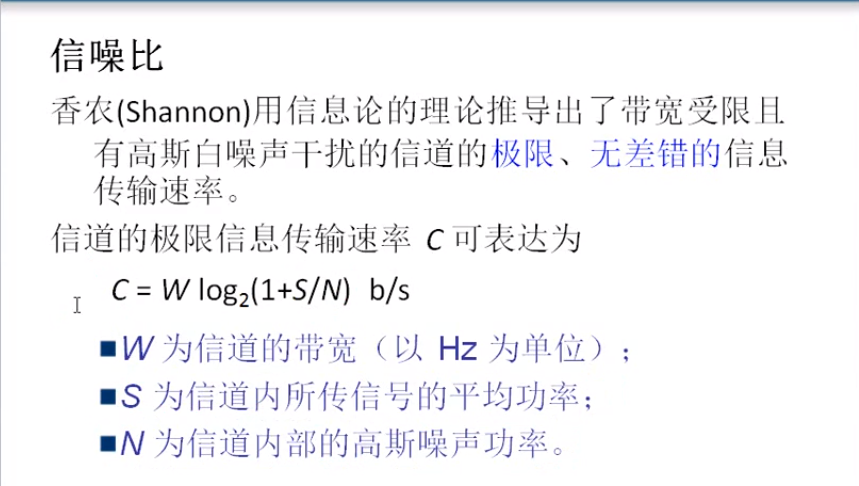 信噪比
香农(Shannon)用信息论的理论推导出了带宽受限且
有高斯白噪声干扰的信道的极限、无差错的信息
传输速率。
信道的极限信息传输速率 C 可表达为
C = W log₂(1+S/N) b/s
■W 为信道的带宽（以 Hz 为单位）；
■S 为信道内所传信号的平均功率；
■N 为信道内部的高斯噪声功率。